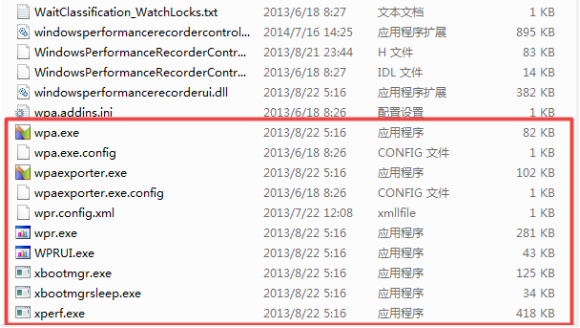 WaitClassification_WatchLocks.txt 2013/6/18 8:27 文本文档 1 KB
windowsperformancerecordercontrol... 2014/7/16 14:25 应用程序扩展 895 KB
WindowsPerformanceRecorderContr... 2013/8/21 23:44 H 文件 83 KB
WindowsPerformanceRecorderContr... 2013/6/18 8:27 IDL 文件 14 KB
windowsperformancerecorderui.dll 2013/8/22 5:16 应用程序扩展 382 KB
wpa.addins.ini 2013/6/18 8:26 配置设置 1 KB
wpa.exe 2013/8/22 5:16 应用程序 82 KB
wpa.exe.config 2013/6/18 8:26 CONFIG 文件 1 KB
wpaexporter.exe 2013/8/22 5:16 应用程序 102 KB
wpaexporter.exe.config 2013/6/18 8:26 CONFIG 文件 1 KB
wpr.config.xml 2013/7/22 12:08 xmlfile 1 KB
wpr.exe 2013/8/22 5:16 应用程序 281 KB
WPRUI.exe 2013/8/22 5:16 应用程序 43 KB
xbootmgr.exe 2013/8/22 5:16 应用程序 125 KB
xbootmgrsleep.exe 2013/8/22 5:16 应用程序 34 KB
xperf.exe 2013/8/22 5:16 应用程序 418 KB